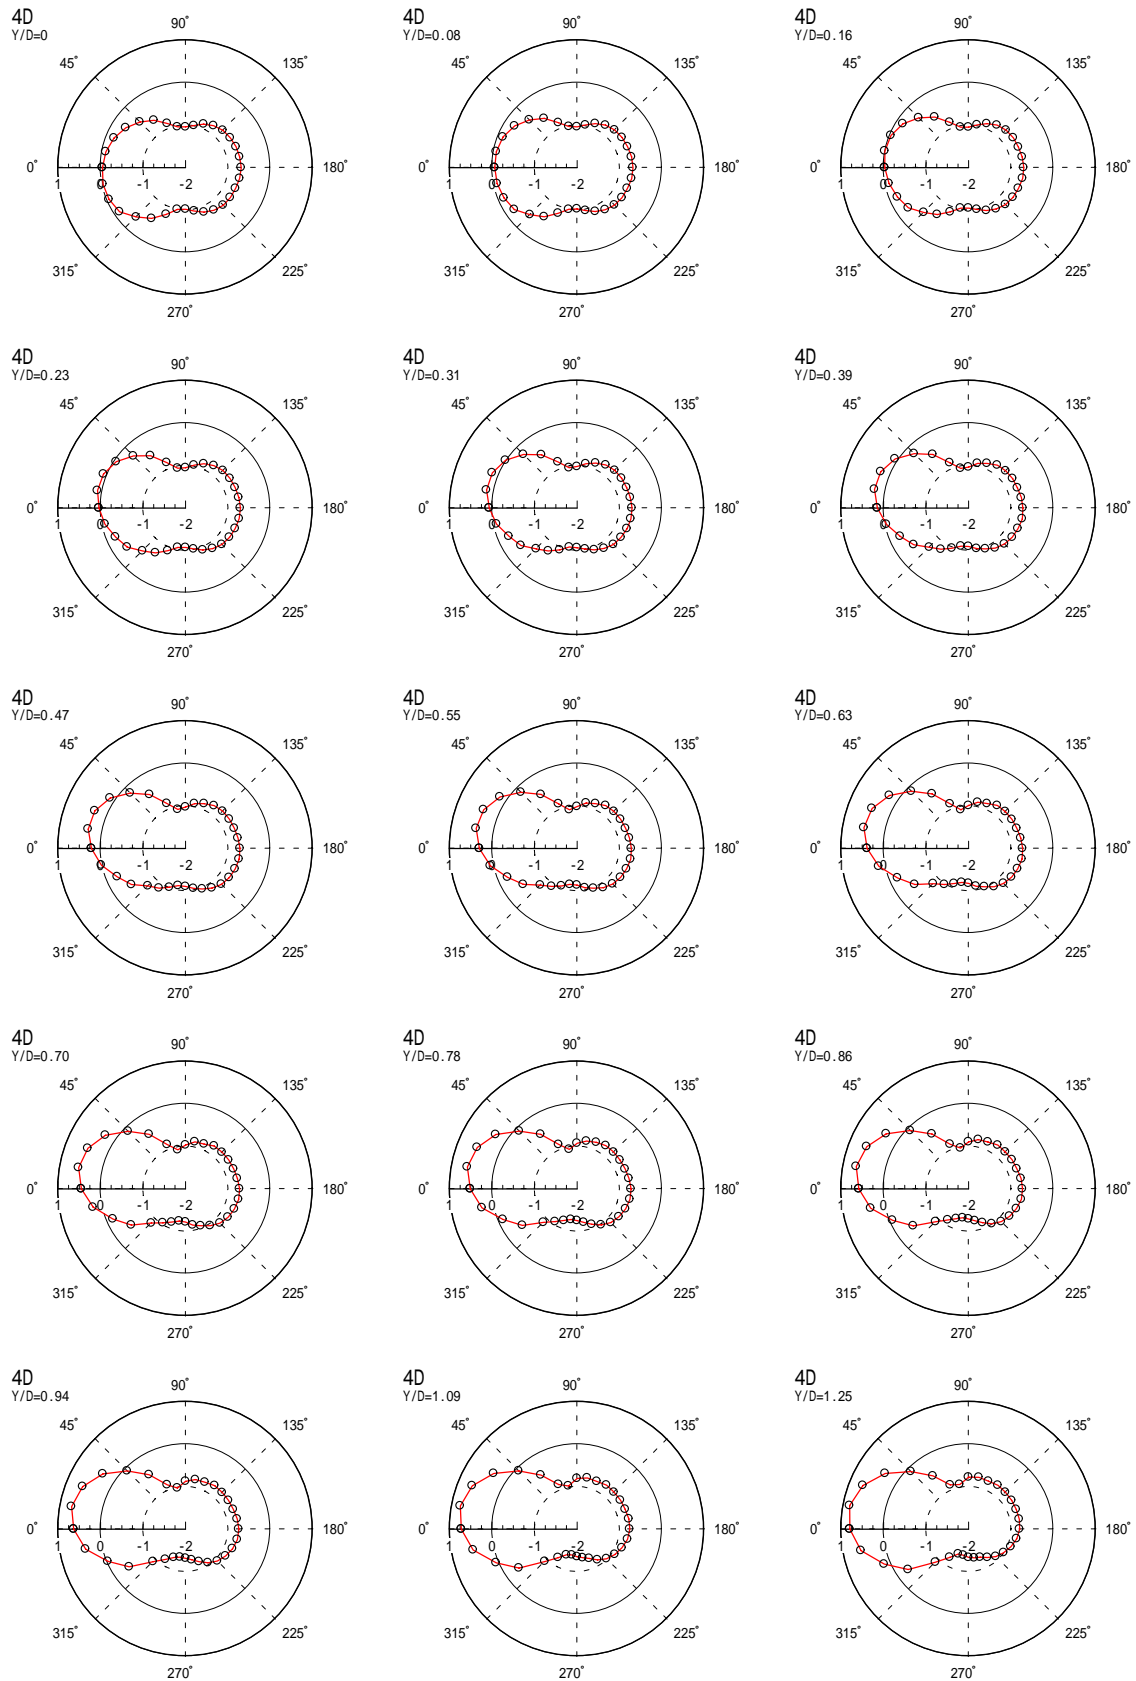 4D 4D 4D
Y/D=0 90° Y/D=0.08 90° Y/D=0.16 90°
45° 135° 45° 135° 45° 135°
0° 180° 0° 180° 0° 180°
1 0 -1 -2 1 0 -1 -2 1 0 -1 -2
315° 225° 315° 225° 315° 225°
270° 270° 270°
4D 4D 4D
Y/D=0.23 90° Y/D=0.31 90° Y/D=0.39 90°
45° 135° 45° 135° 45° 135°
0° 180° 0° 180° 0° 180°
1 0 -1 -2 1 0 -1 -2 1 0 -1 -2
315° 225° 315° 225° 315° 225°
270° 270° 270°
4D 4D 4D
Y/D=0.47 90° Y/D=0.55 90° Y/D=0.63 90°
45° 135° 45° 135° 45° 135°
0° 180° 0° 180° 0° 180°
1 0 -1 -2 1 0 -1 -2 1 0 -1 -2
315° 225° 315° 225° 315° 225°
270° 270° 270°
4D 4D 4D
Y/D=0.70 90° Y/D=0.78 90° Y/D=0.86 90°
45° 135° 45° 135° 45° 135°
0° 180° 0° 180° 0° 180°
1 0 -1 -2 1 0 -1 -2 1 0 -1 -2
315° 225° 315° 225° 315° 225°
270° 270° 270°
4D 4D 4D
Y/D=0.94 90° Y/D=1.09 90° Y/D=1.25 90°
45° 135° 45° 135° 45° 135°
0° 180° 0° 180° 0° 180°
1 0 -1 -2 1 0 -1 -2 1 0 -1 -2
315° 225° 315° 225° 315° 225°
270° 270° 270°